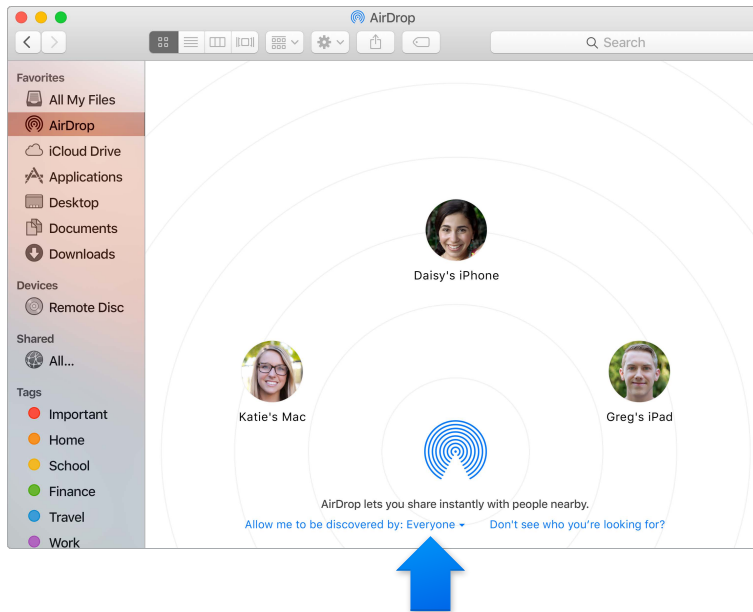 AirDrop
Search
Favorites
All My Files
AirDrop
iCloud Drive
Applications
Desktop
Documents
Downloads
Devices
Remote Disc
Shared
All...
Tags
Important
Home
School
Finance
Travel
Work
Daisy's iPhone
Katie's Mac
Greg's iPad
AirDrop lets you share instantly with people nearby.
Allow me to be discovered by: Everyone
Don't see who you’re looking for?